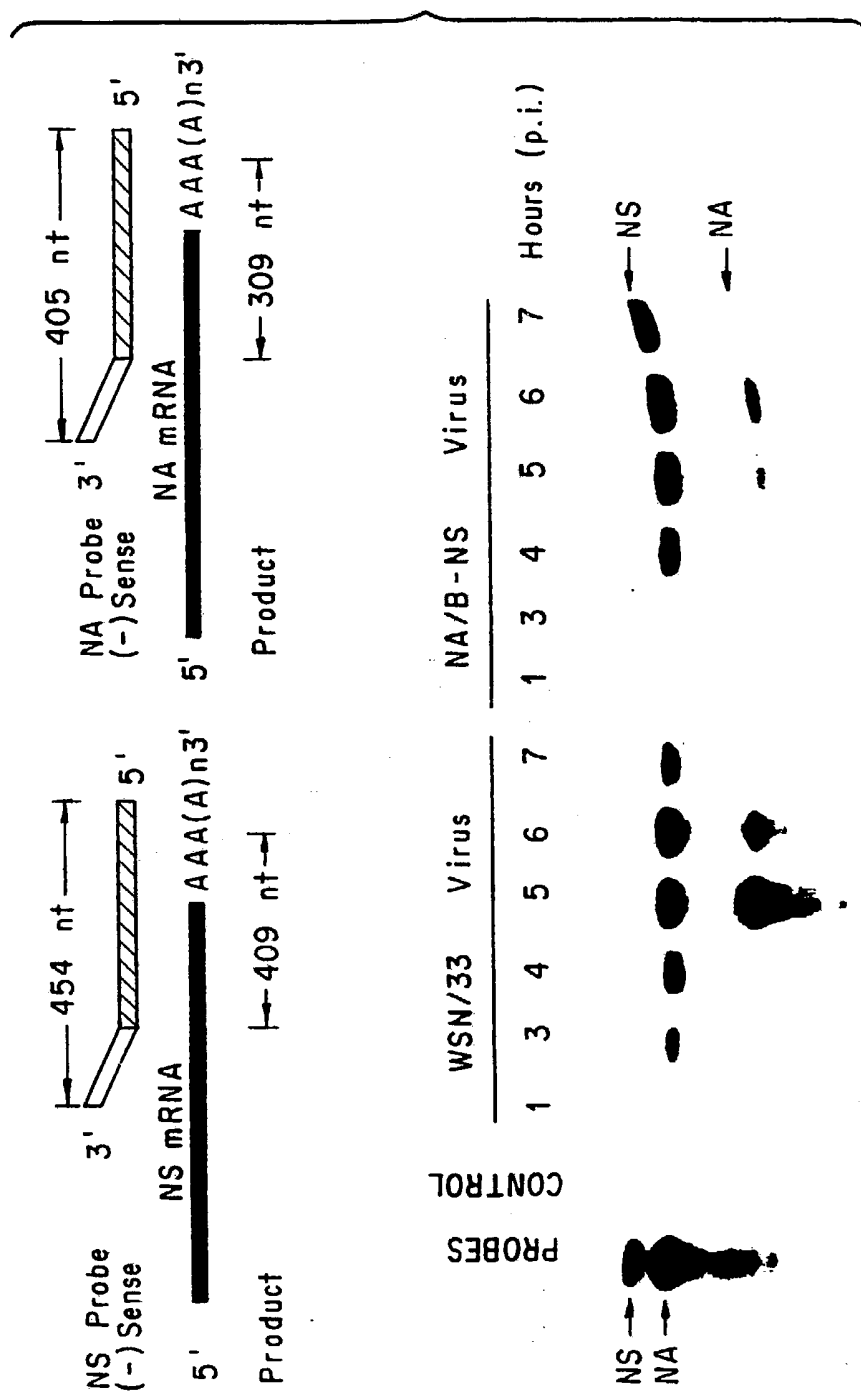 NS Probe
(-)Sense
3'
454 nt
5'
5'
NS mRNA
AAA(A)n3'
Product
409 nt
NA Probe
(-)Sense
3'
405 nt
5'
5'
NA mRNA
AAA(A)n3'
Product
309 nt
PROBES
CONTROL
WSN/33 Virus
NA/B-NS Virus
1 3 4 5 6 7 1 3 4 5 6 7 Hours (p.i.)
NS
NA
NS
NA